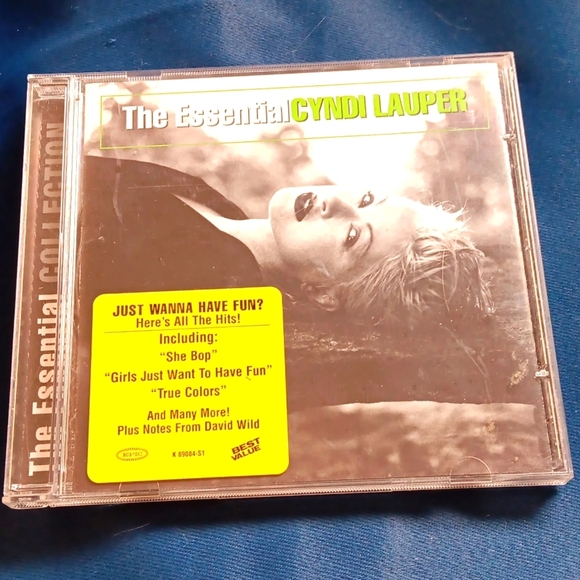 The Essential CYNDI LAUPER
The Essential COLLECTION
JUST WANNA HAVE FUN?
Here's All The Hits!
Including:
"She Bop"
"Girls Just Want To Have Fun"
"True Colors"
And Many More!
Plus Notes From David Wild
K 89084-S1
BEST
VALUE